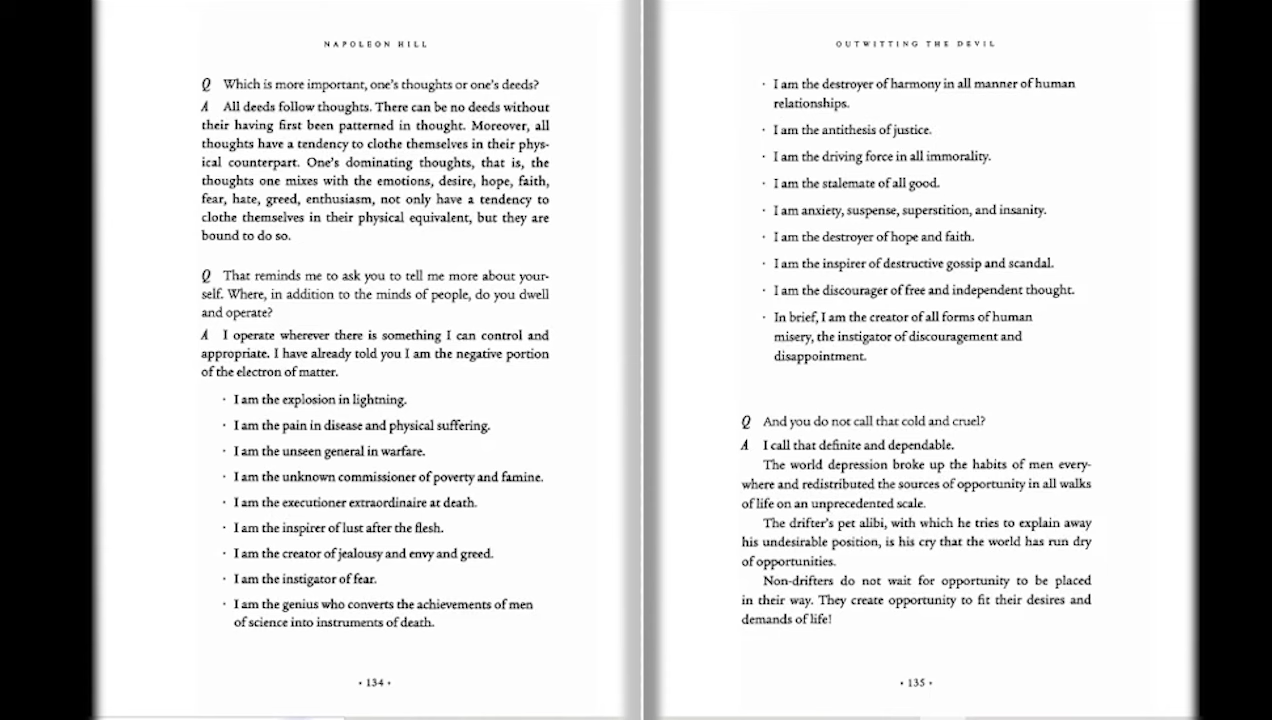 NAPOLEON HILL
Q Which is more important, one's thoughts or one's deeds?
A All deeds follow thoughts. There can be no deeds without
their having first been patterned in thought. Moreover, all
thoughts have a tendency to clothe themselves in their phys-
ical counterpart. One's dominating thoughts, that is, the
thoughts one mixes with the emotions, desire, hope, faith,
fear, hate, greed, enthusiasm, not only have a tendency to
clothe themselves in their physical equivalent, but they are
bound to do so.
Q That reminds me to ask you to tell me more about your-
self. Where, in addition to the minds of people, do you dwell
and operate?
A I operate wherever there is something I can control and
appropriate. I have already told you I am the negative portion
of the electron of matter.
· I am the explosion in lightning.
· I am the pain in disease and physical suffering.
· I am the unseen general in warfare.
· I am the unknown commissioner of poverty and famine.
· I am the executioner extraordinaire at death.
· I am the inspirer of lust after the flesh.
· I am the creator of jealousy and envy and greed.
· I am the instigator of fear.
· I am the genius who converts the achievements of men
of science into instruments of death.
· 134 ·
OUTWITTING THE DEVIL
· I am the destroyer of harmony in all manner of human
relationships.
· I am the antithesis of justice.
· I am the driving force in all immorality.
· I am the stalemate of all good.
· I am anxiety, suspense, superstition, and insanity.
· I am the destroyer of hope and faith.
· I am the inspirer of destructive gossip and scandal.
· I am the discourager of free and independent thought.
· In brief, I am the creator of all forms of human
misery, the instigator of discouragement and
disappointment.
Q And you do not call that cold and cruel?
A I call that definite and dependable.
The world depression broke up the habits of men every-
where and redistributed the sources of opportunity in all walks
of life on an unprecedented scale.
The drifter's pet alibi, with which he tries to explain away
his undesirable position, is his cry that the world has run dry
of opportunities.
Non-drifters do not wait for opportunity to be placed
in their way. They create opportunity to fit their desires and
demands of life!
· 135 ·